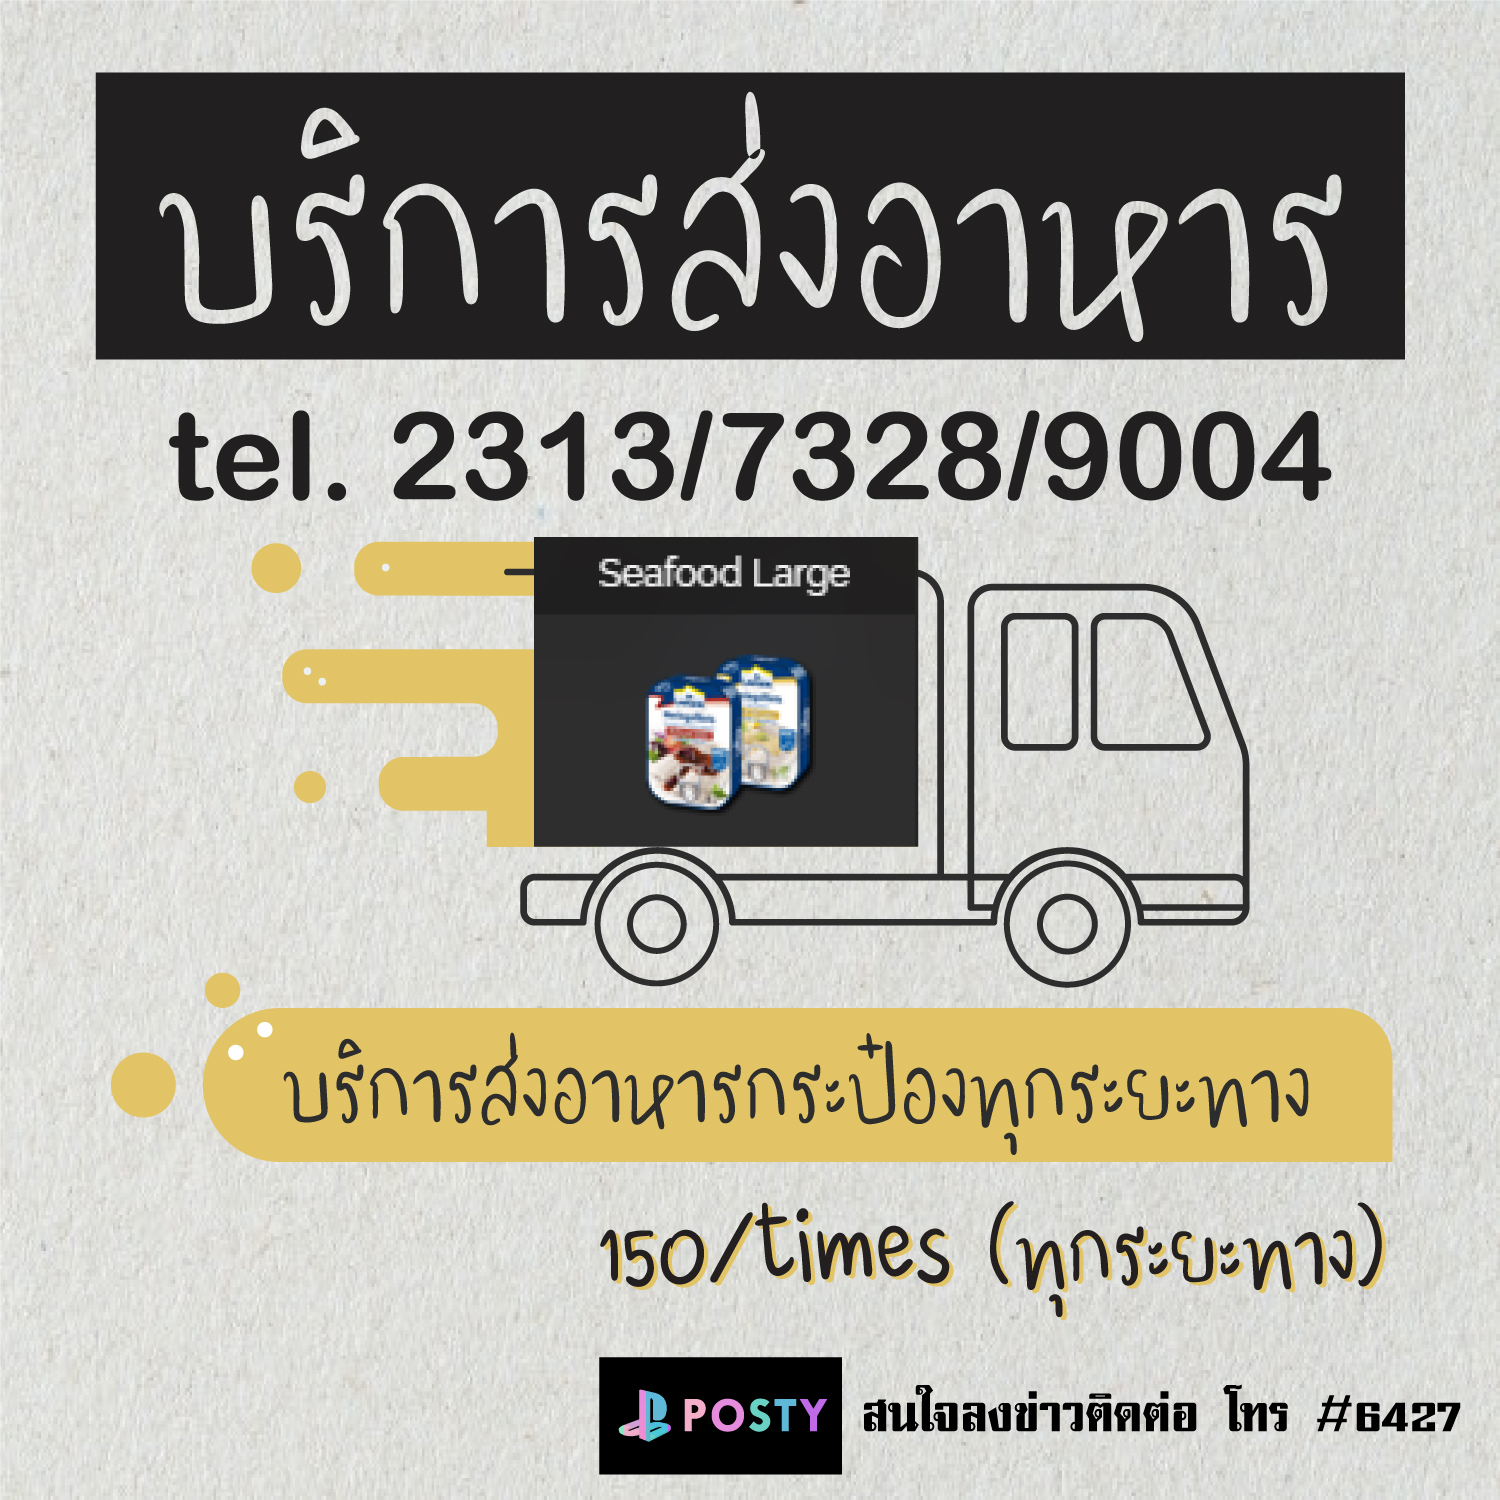 บริการส่งอาหาร
tel. 2313/7328/9004
Seafood Large
บริการส่งอาหารกระป๋องทุกระยะทาง
150/times (ทุกระยะทาง)
POSTY สนใจลงข่าวติดต่อ โทร #6427